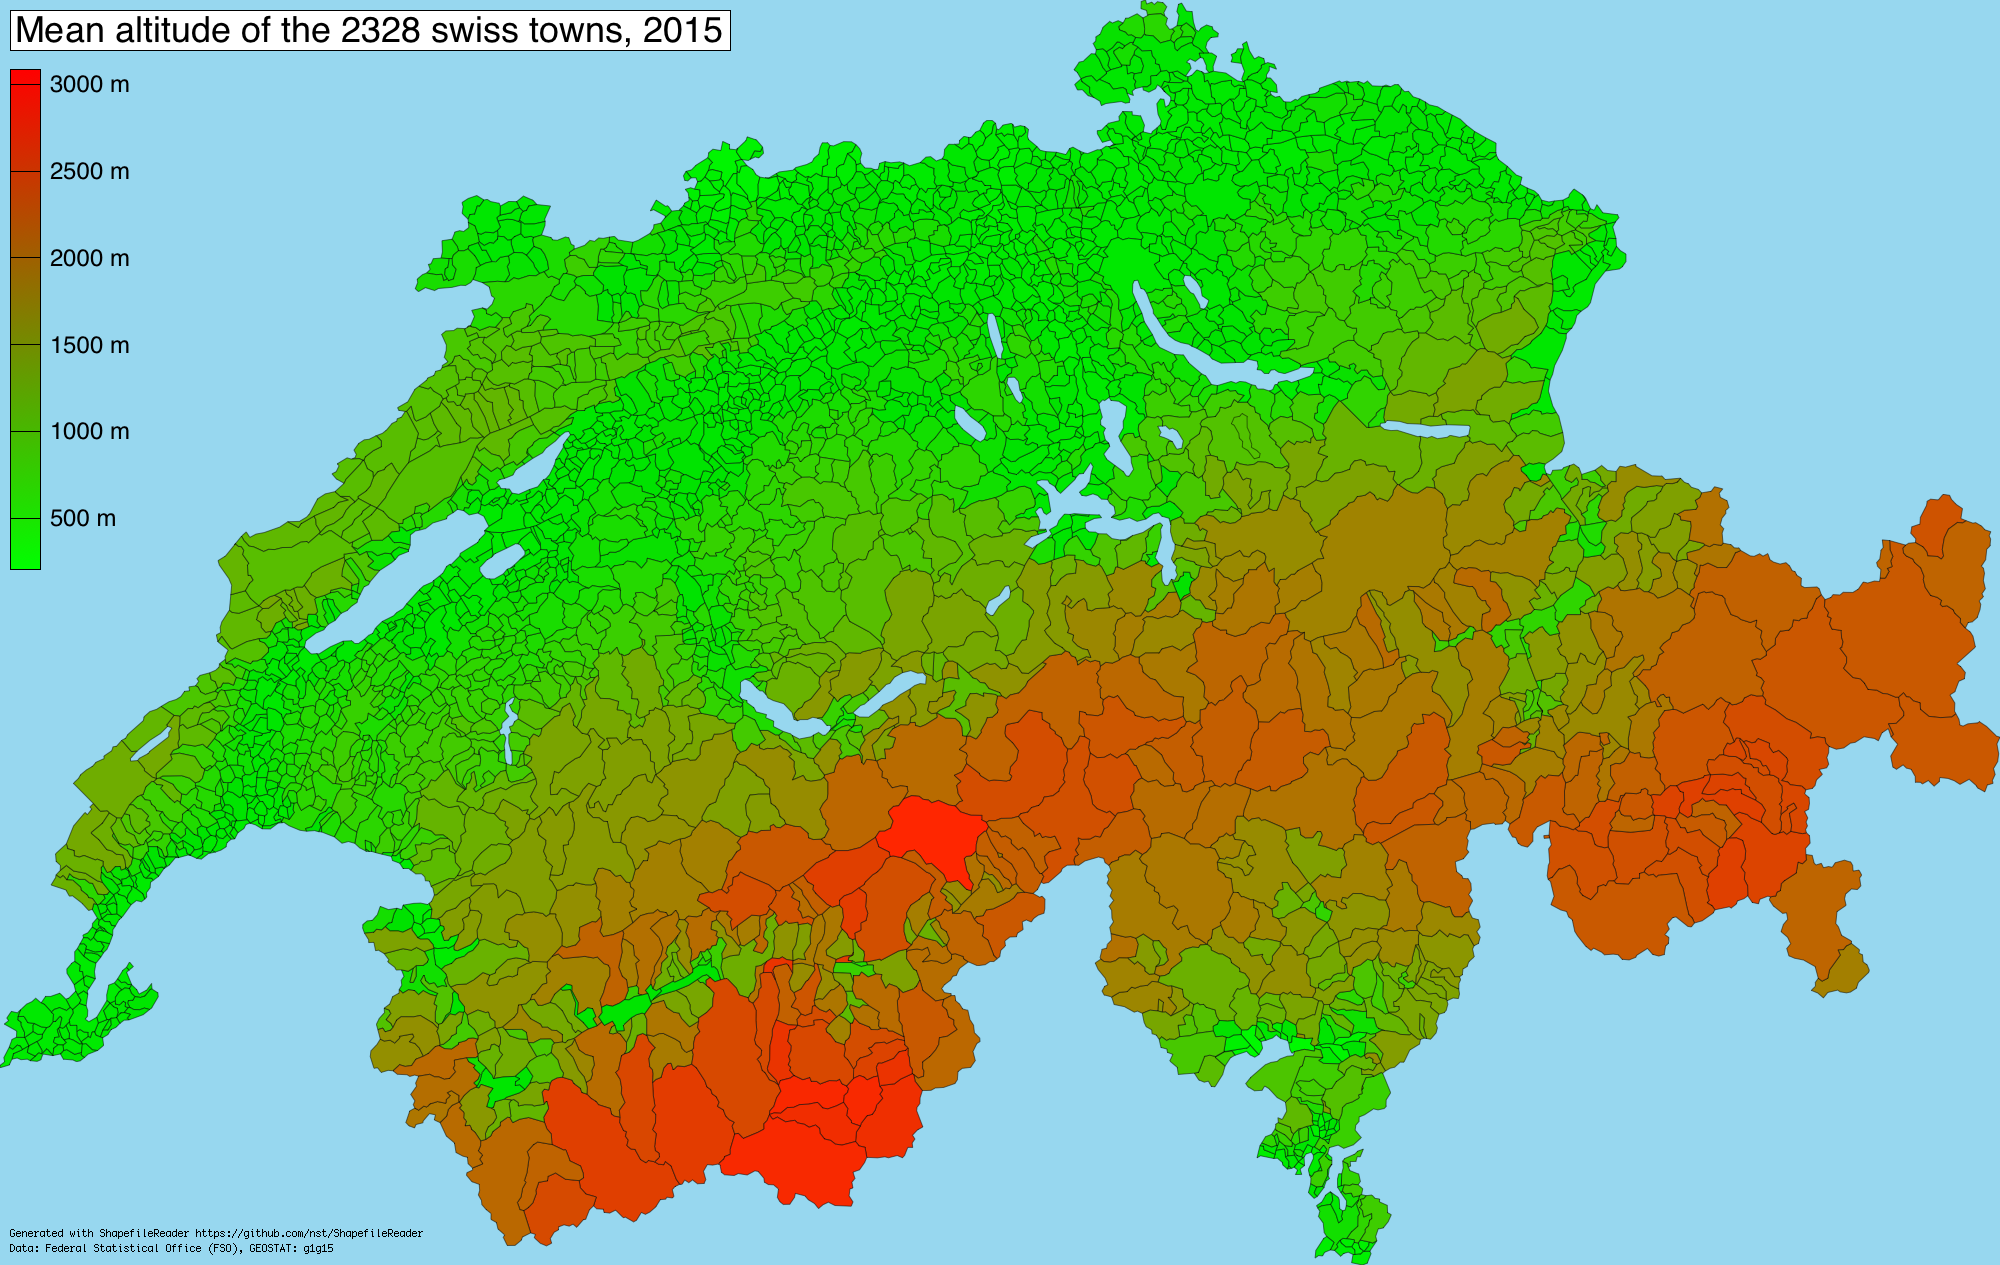 Mean altitude of the 2328 swiss towns, 2015
3000 m
2500 m
2000 m
1500 m
1000 m
500 m
Generated with ShapefileReader https://github.com/nst/ShapefileReader
Data: Federal Statistical Office (FSO), GEOSTAT: g1g15